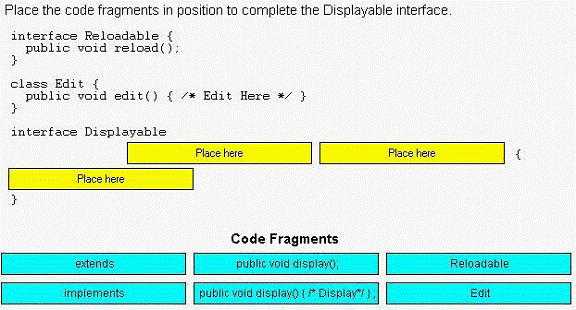 Place the code fragments in position to complete the Displayable interface.
interface Reloadable {
public void reload();
}
class Edit {
public void edit() { /* Edit Here */ }
}
interface Displayable
Place here Place here {
Place here
}
Code Fragments
extends public void display(); Reloadable
implements public void display() { /* Display*/ }; Edit